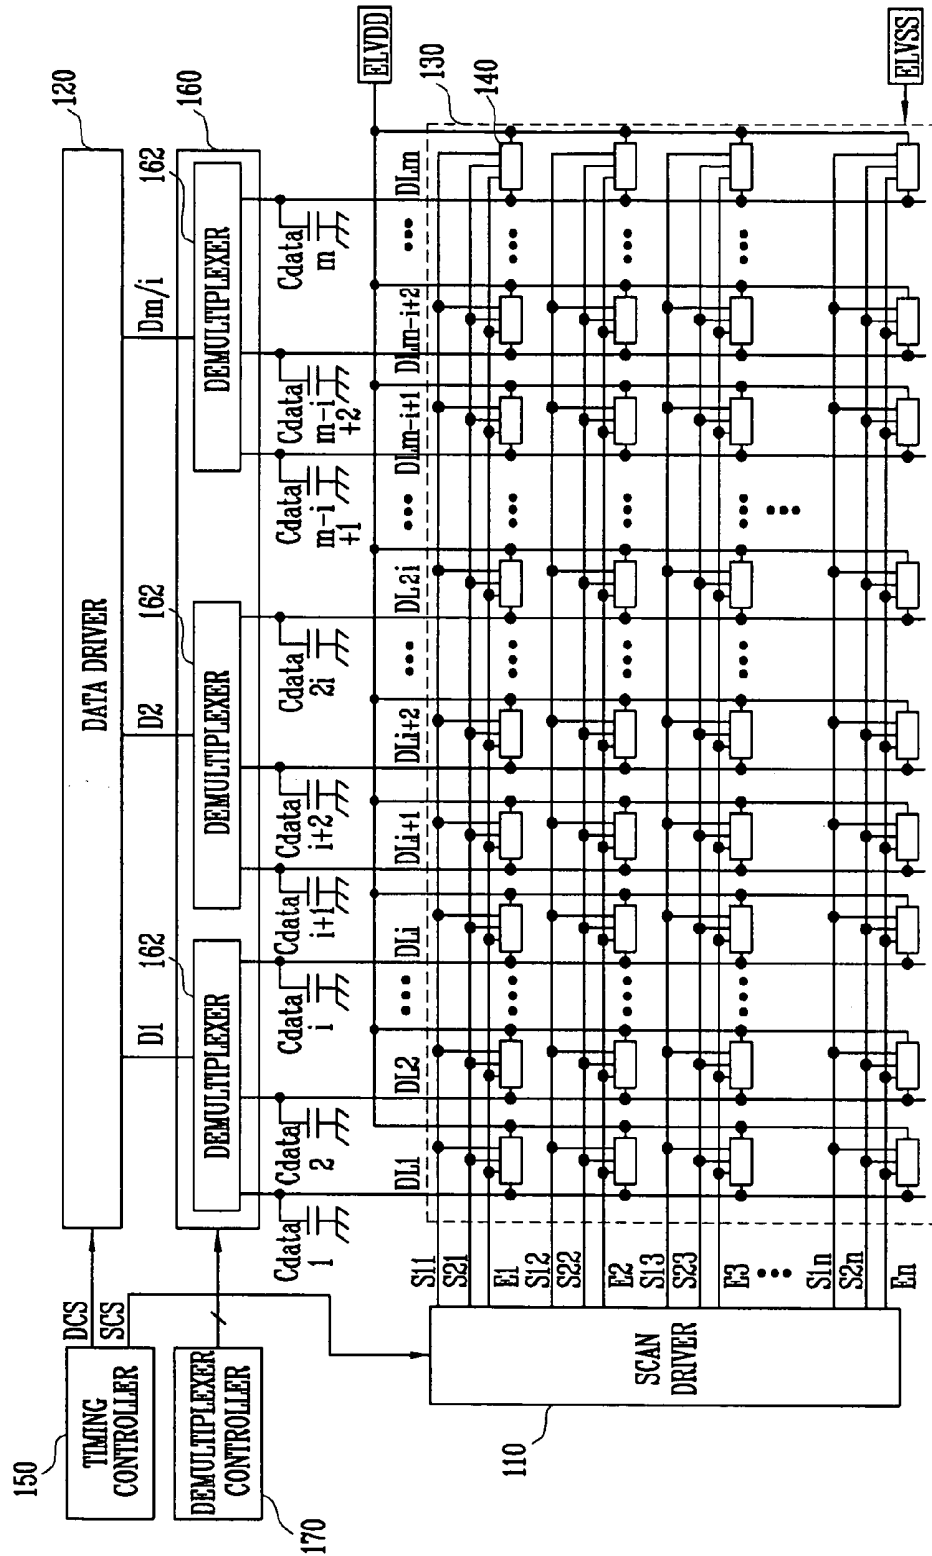 120
DATA DRIVER
D1
D2
Dm/i
160
162
162
162
DEMULTIPLEXER
DEMULTIPLEXER
DEMULTIPLEXER
150
TIMING
CONTROLLER
DCS
SCS
DEMULTIPLEXER
CONTROLLER
170
Cdata
1
Cdata
2
Cdata
i
Cdata
i+1
Cdata
i+2
Cdata
2i
Cdata
m-i
+1
Cdata
m-i
+2
Cdata
m
ELVDD
130
140
DL1
DL2
•••
DLi
DLi+1
DLi+2
•••
DL2i
•••
DLm-i+1
DLm-i+2
•••
DLm
S11
S21
E1
S12
S22
E2
S13
S23
E3
•••
S1n
S2n
En
SCAN
DRIVER
110
ELVSS